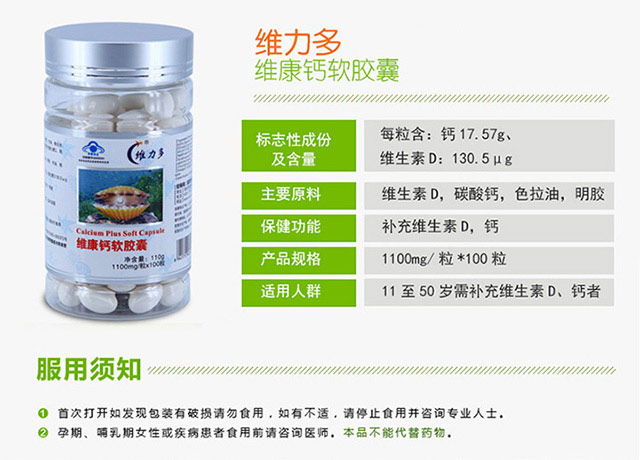 维力多
维康钙软胶囊
标志性成份
及含量
每粒含：钙 17.57g、
维生素 D：130.5μg
主要原料
维生素 D，碳酸钙，色拉油，明胶
保健功能
补充维生素 D，钙
产品规格
1100mg/ 粒 *100 粒
适用人群
11 至 50 岁需补充维生素 D、钙者
维力多
Calcium Plus Soft Capsule
维康钙软胶囊
净含量：110g
1100mg/粒x100粒
服用须知
1 首次打开如发现包装有破损请勿食用，如有不适，请停止食用并咨询专业人士。
2 孕期、哺乳期女性或疾病患者食用前请咨询医师。本品不能代替药物。